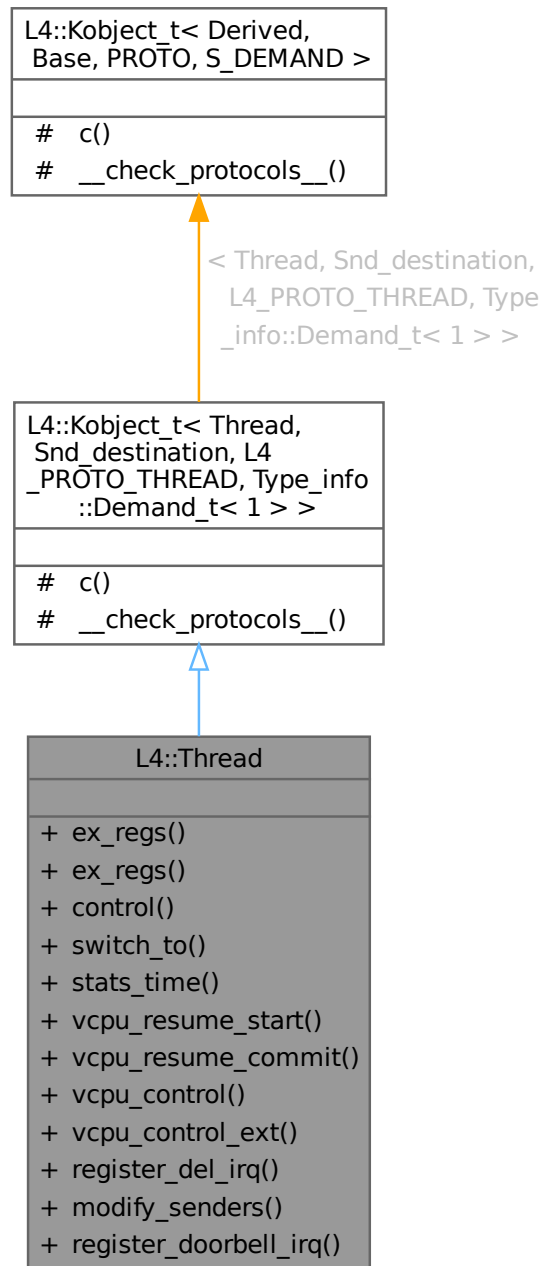 L4::Kobject_t< Derived,
Base, PROTO, S_DEMAND >
# c()
# __check_protocols__()
< Thread, Snd_destination,
L4_PROTO_THREAD, Type
_info::Demand_t< 1 > >
L4::Kobject_t< Thread,
Snd_destination, L4
_PROTO_THREAD, Type_info
::Demand_t< 1 > >
# c()
# __check_protocols__()
L4::Thread
+ ex_regs()
+ ex_regs()
+ control()
+ switch_to()
+ stats_time()
+ vcpu_resume_start()
+ vcpu_resume_commit()
+ vcpu_control()
+ vcpu_control_ext()
+ register_del_irq()
+ modify_senders()
+ register_doorbell_irq()